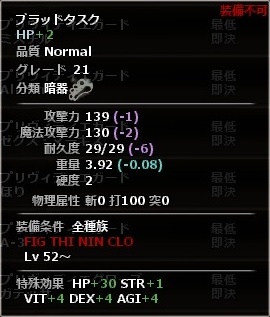 装備不可
ブラッドタスク
HP+2
品質 Normal
グレード 21
分類 暗器
攻撃力 139 (-1)
魔法攻撃力 130 (-2)
耐久度 29/29 (-6)
重量 3.92 (-0.08)
硬度 2
物理属性 斬0 打100 突0
装備条件 全種族
FIG THI NIN CLO
Lv 52～
特殊効果 HP+30 STR+1
VIT+4 DEX+4 AGI+4